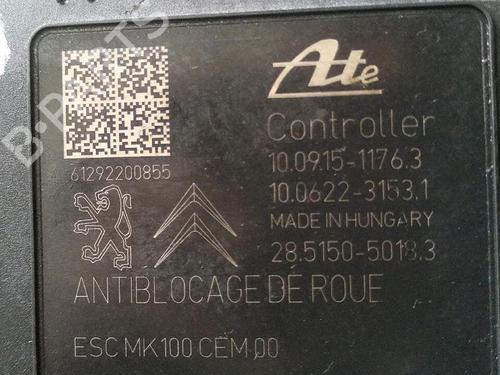 Ate
Controller
10.0915-1176.3
10.0622-3153.1
MADE IN HUNGARY
28.5150-5018.3
61292200855
ANTIBLOCAGE DE ROUE
ESC MK100 CEM 00